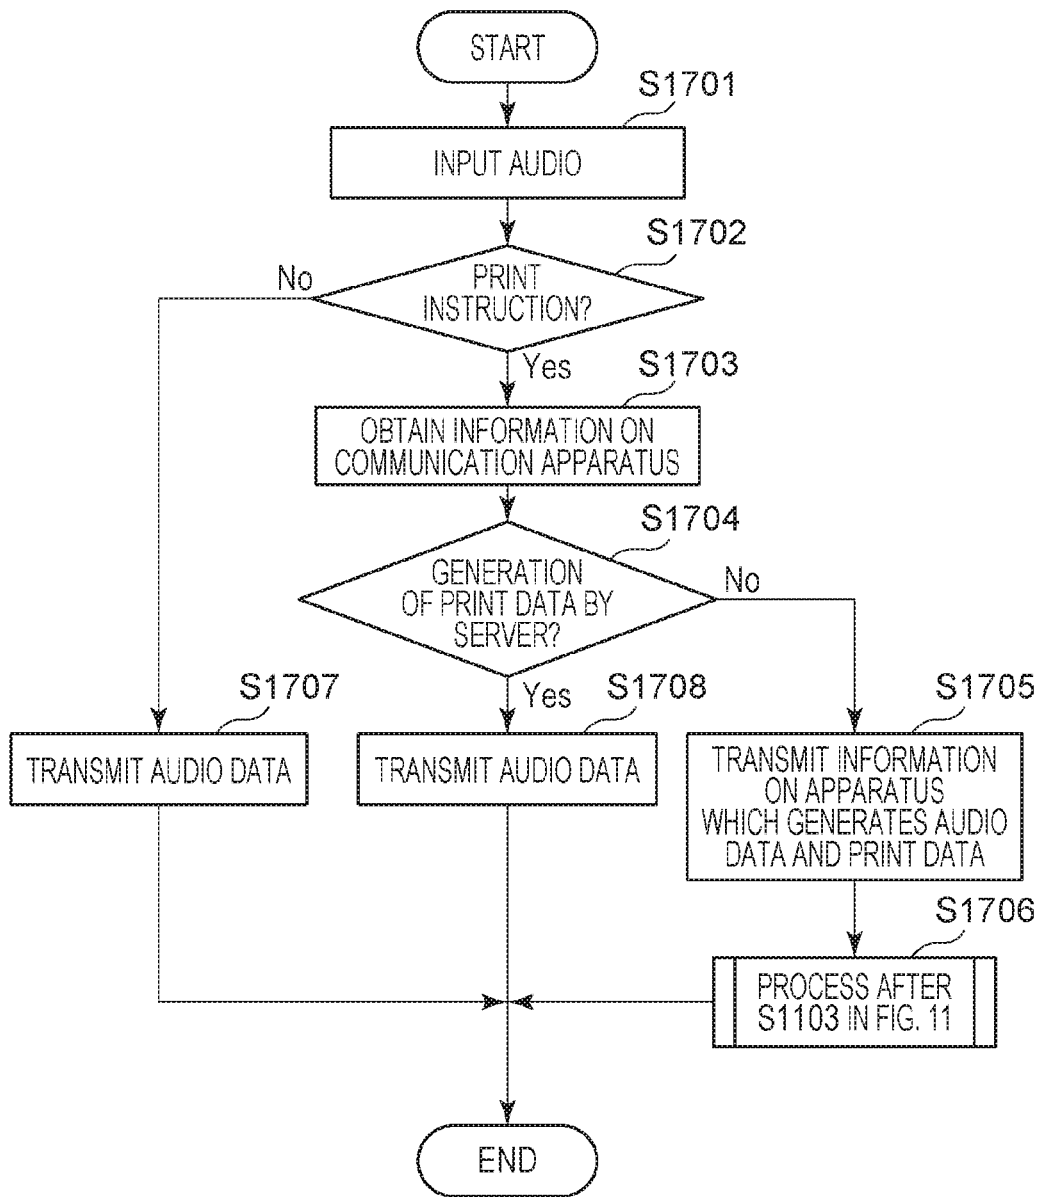 START
S1701
INPUT AUDIO
S1702
No
PRINT
INSTRUCTION?
Yes
S1703
OBTAIN INFORMATION ON
COMMUNICATION APPARATUS
S1704
GENERATION
OF PRINT DATA BY
SERVER?
No
Yes
S1707
TRANSMIT AUDIO DATA
S1708
TRANSMIT AUDIO DATA
S1705
TRANSMIT INFORMATION
ON APPARATUS
WHICH GENERATES AUDIO
DATA AND PRINT DATA
S1706
PROCESS AFTER
S1103 IN FIG. 11
END